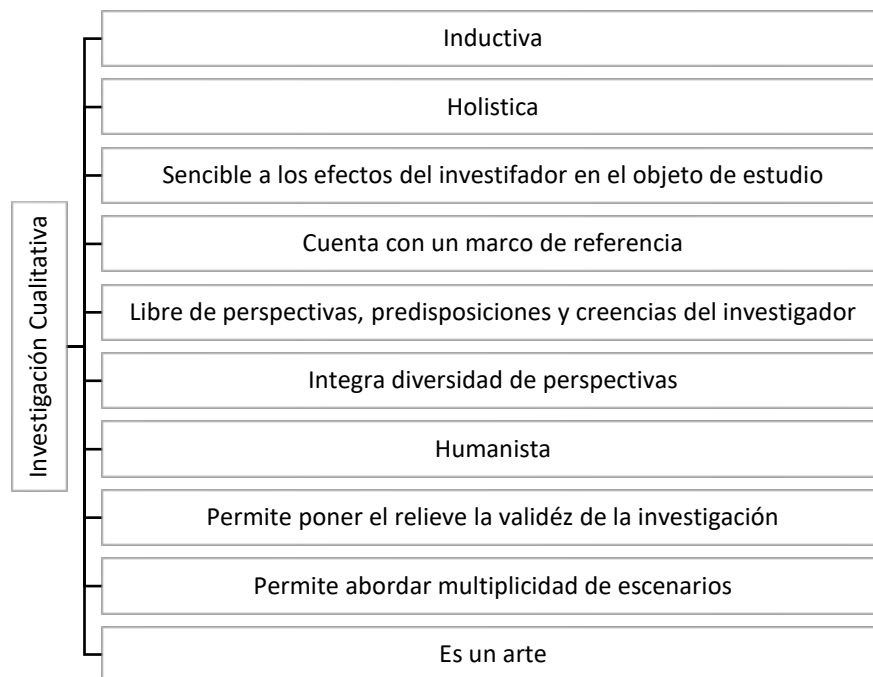 Investigación Cualitativa
Inductiva
Holistica
Sencible a los efectos del investifador en el objeto de estudio
Cuenta con un marco de referencia
Libre de perspectivas, predisposiciones y creencias del investigador
Integra diversidad de perspectivas
Humanista
Permite poner el relieve la validéz de la investigación
Permite abordar multiplicidad de escenarios
Es un arte